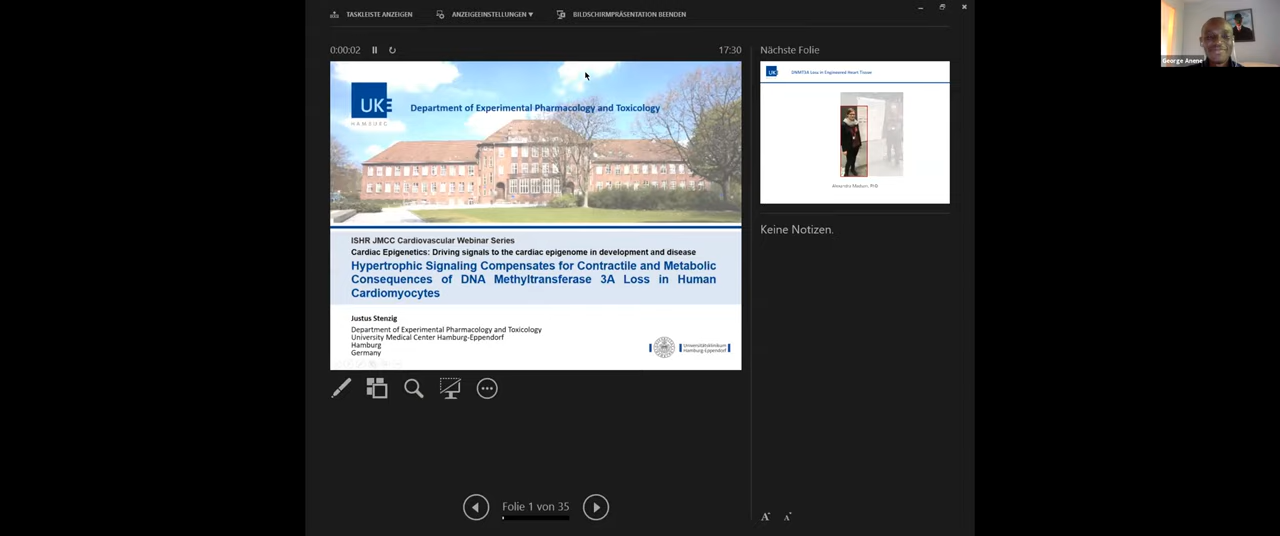 TASKLEISTE ANZEIGEN
ANZEIGEEINSTELLUNGEN ▼
BILDSCHIRMPRÄSENTATION BEENDEN
0:00:02
17:30
Nächste Folie
George Anene
UKE
HAMBURG
Department of Experimental Pharmacology and Toxicology
DNMT3A Loss in Engineered Heart Tissue
Alexandra Madsen, PhD
ISHR JMCC Cardiovascular Webinar Series
Cardiac Epigenetics: Driving signals to the cardiac epigenome in development and disease
Hypertrophic Signaling Compensates for Contractile and Metabolic
Consequences of DNA Methyltransferase 3A Loss in Human
Cardiomyocytes
Justus Stenzig
Department of Experimental Pharmacology and Toxicology
University Medical Center Hamburg-Eppendorf
Hamburg
Germany
Universitätsklinikum
Hamburg-Eppendorf
Keine Notizen.
Folie 1 von 35
A A